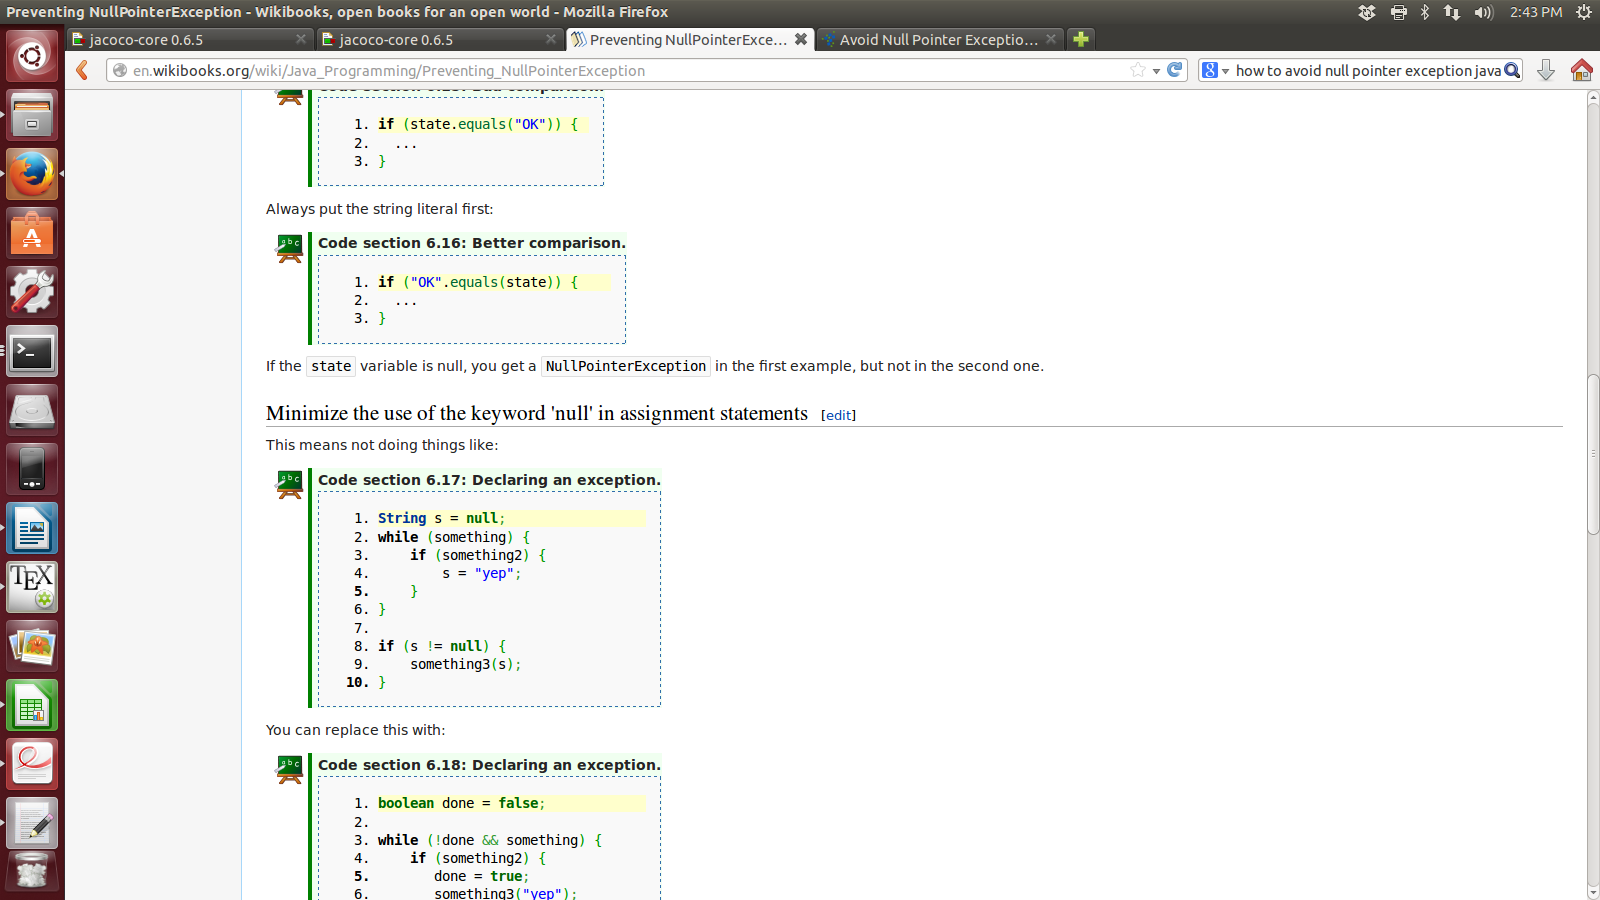 Preventing NullPointerException - Wikibooks, open books for an open world - Mozilla Firefox
2:43 PM
jacoco-core 0.6.5
jacoco-core 0.6.5
Preventing NullPointerExce...
Avoid Null Pointer Exceptio...
en.wikibooks.org/wiki/Java_Programming/Preventing_NullPointerException
8
how to avoid null pointer exception java
1. if (state.equals("OK")) {
2. ...
3. }
Always put the string literal first:
abc
Code section 6.16: Better comparison.
1. if ("OK".equals(state)) {
2. ...
3. }
If the state variable is null, you get a NullPointerException in the first example, but not in the second one.
Minimize the use of the keyword 'null' in assignment statements [edit]
This means not doing things like:
abc
Code section 6.17: Declaring an exception.
1. String s = null;
2. while (something) {
3. if (something2) {
4. s = "yep";
5. }
6. }
7.
8. if (s != null) {
9. something3(s);
10. }
You can replace this with:
abc
Code section 6.18: Declaring an exception.
1. boolean done = false;
2.
3. while (!done && something) {
4. if (something2) {
5. done = true;
6. something3("yep");
>_
TEX